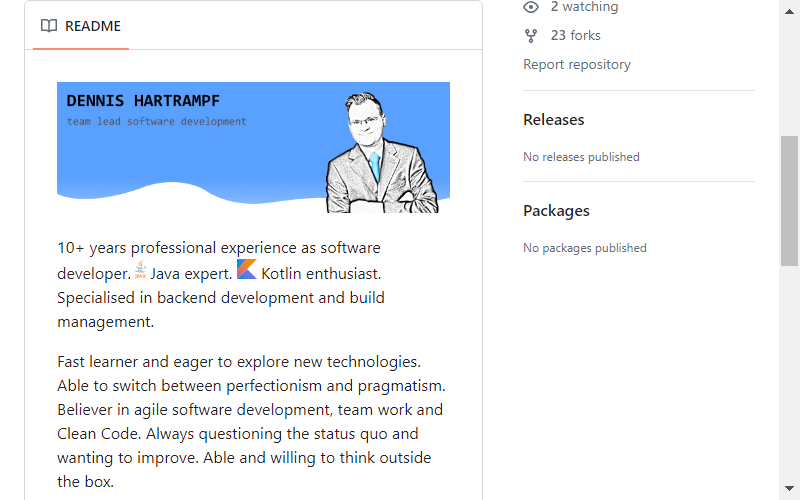 README
DENNIS HARTRAMPF
team lead software development
10+ years professional experience as software
developer. Java Java expert. Kotlin enthusiast.
Specialised in backend development and build
management.
Fast learner and eager to explore new technologies.
Able to switch between perfectionism and pragmatism.
Believer in agile software development, team work and
Clean Code. Always questioning the status quo and
wanting to improve. Able and willing to think outside
the box.
2 watching
23 forks
Report repository
Releases
No releases published
Packages
No packages published